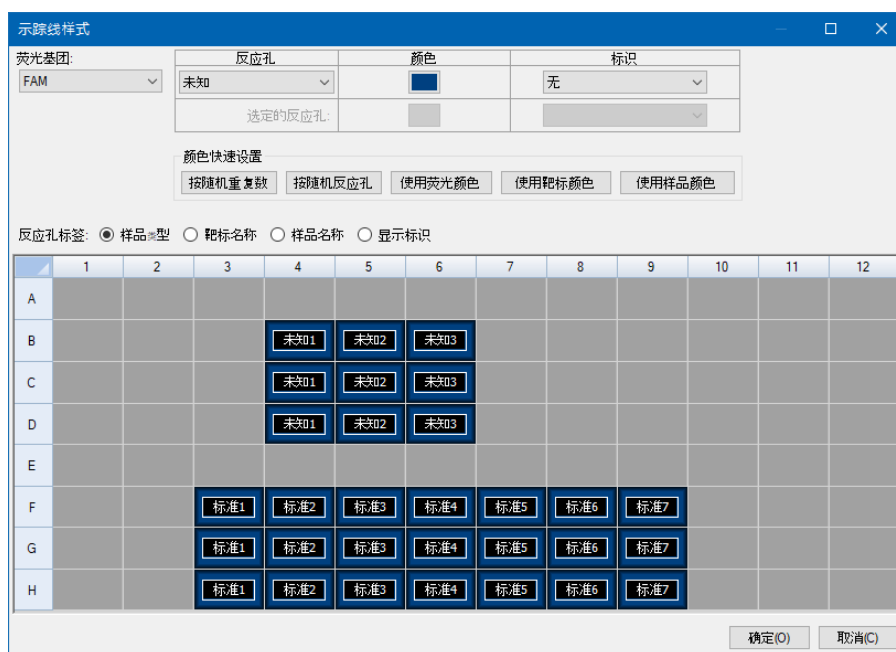 示踪线样式
荧光基团: 反应孔 颜色 标识
FAM 未知 无
选定的反应孔:
颜色快速设置
按随机重复数 按随机反应孔 使用荧光颜色 使用靶标颜色 使用样品颜色
反应孔标签: 样品类型 靶标名称 样品名称 显示标识
1 2 3 4 5 6 7 8 9 10 11 12
A
B 未知1 未知2 未知3
C 未知1 未知2 未知3
D 未知1 未知2 未知3
E
F 标准1 标准2 标准3 标准4 标准5 标准6 标准7
G 标准1 标准2 标准3 标准4 标准5 标准6 标准7
H 标准1 标准2 标准3 标准4 标准5 标准6 标准7
确定(O) 取消(C)